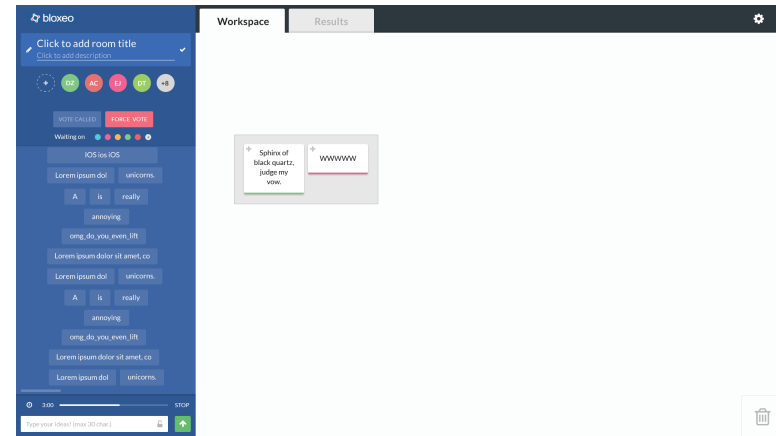 bloxeo
Workspace
Results
Click to add room title
Click to add description
+ DZ AC EJ DT +8
VOTE CALLED FORCE VOTE
Waiting on
IOS ios iOS
Lorem ipsum dol unicorns.
A is really
annoying
omg_do_you_even_lift
Lorem ipsum dolor sit amet, co
Lorem ipsum dol unicorns.
A is really
annoying
omg_do_you_even_lift
Lorem ipsum dolor sit amet, co
Lorem ipsum dol unicorns.
3:00 STOP
Type your ideas! (max 30 char.)
Sphinx of
black quartz,
judge my
vow.
WWWWW